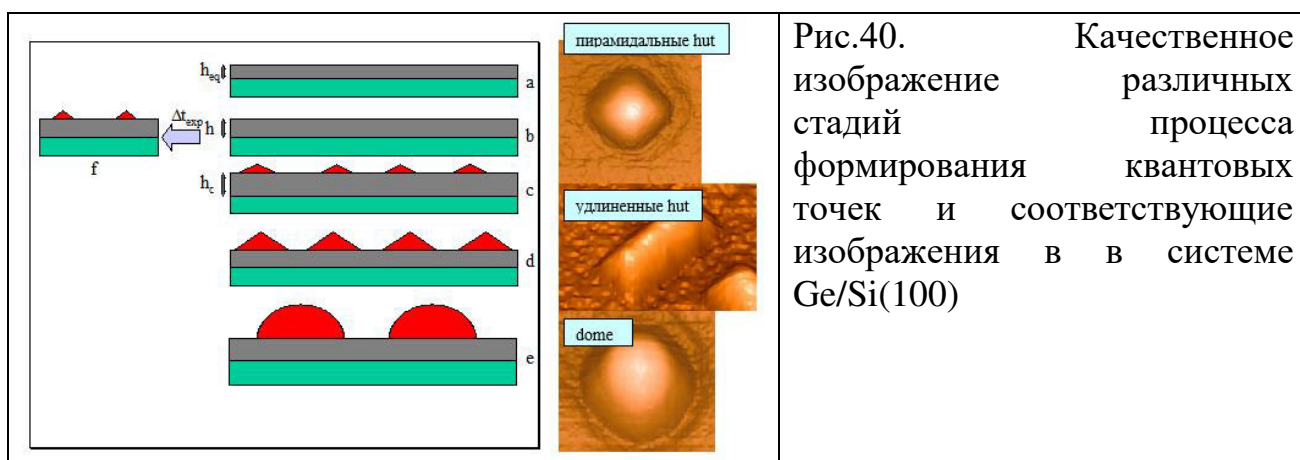 h_eq
a
Δt_exp
h
b
f
h_c
c
d
e
пирамидальные hut
удлиненные hut
dome
Рис.40. Качественное
изображение различных
стадий процесса
формирования квантовых
точек и соответствующие
изображения в в системе
Ge/Si(100)